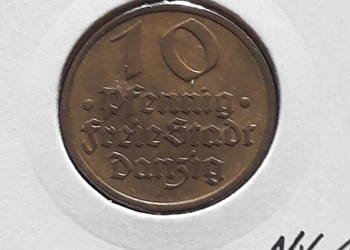 10
· Pfennig ·
Freie Stadt
Danzig